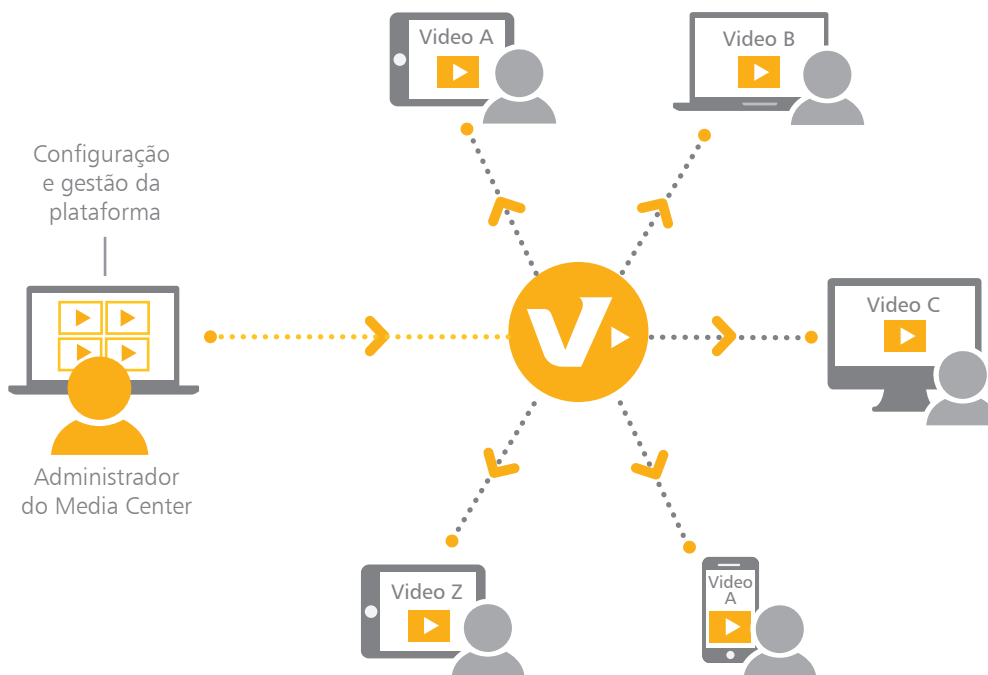 Video A
Video B
Configuração
e gestão da
plataforma
Video C
Administrador
do Media Center
Video Z
Video
A